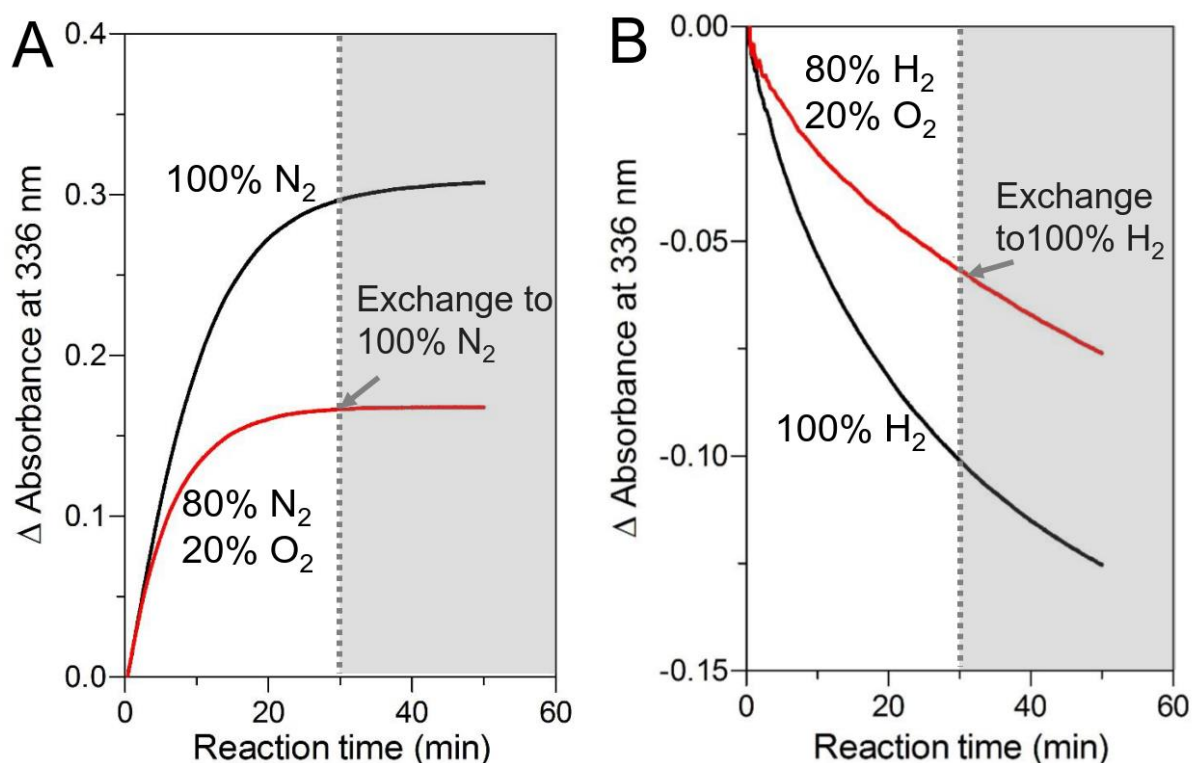 A
0.4
0.3
0.2
0.1
0.0
Δ Absorbance at 336 nm
100% N₂
Exchange to
100% N₂
80% N₂
20% O₂
0
20
40
60
Reaction time (min)
B
0.00
-0.05
-0.10
-0.15
Δ Absorbance at 336 nm
80% H₂
20% O₂
Exchange
to100% H₂
100% H₂
0
20
40
60
Reaction time (min)